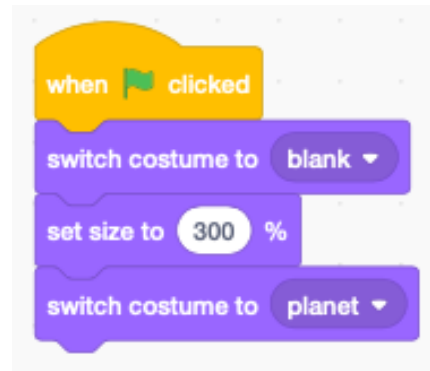 when clicked
switch costume to blank
set size to 300 %
switch costume to planet